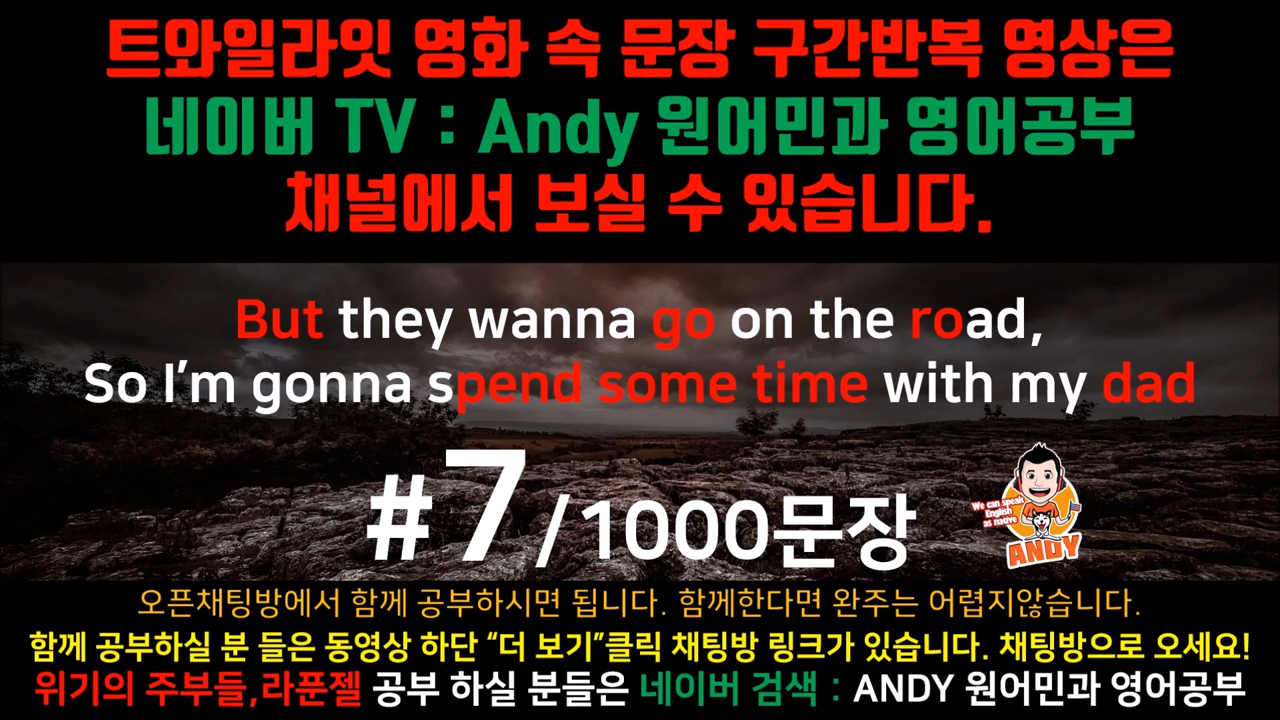 트와일라잇 영화 속 문장 구간반복 영상은
네이버 TV : Andy 원어민과 영어공부
채널에서 보실 수 있습니다.
But they wanna go on the road,
So I'm gonna spend some time with my dad
#7/1000문장
We can speak
English
as native
ANDY
오픈채팅방에서 함께 공부하시면 됩니다. 함께한다면 완주는 어렵지않습니다.
함께 공부하실 분 들은 동영상 하단 “더 보기”클릭 채팅방 링크가 있습니다. 채팅방으로 오세요!
위기의 주부들,라푼젤 공부 하실 분들은 네이버 검색 : ANDY 원어민과 영어공부